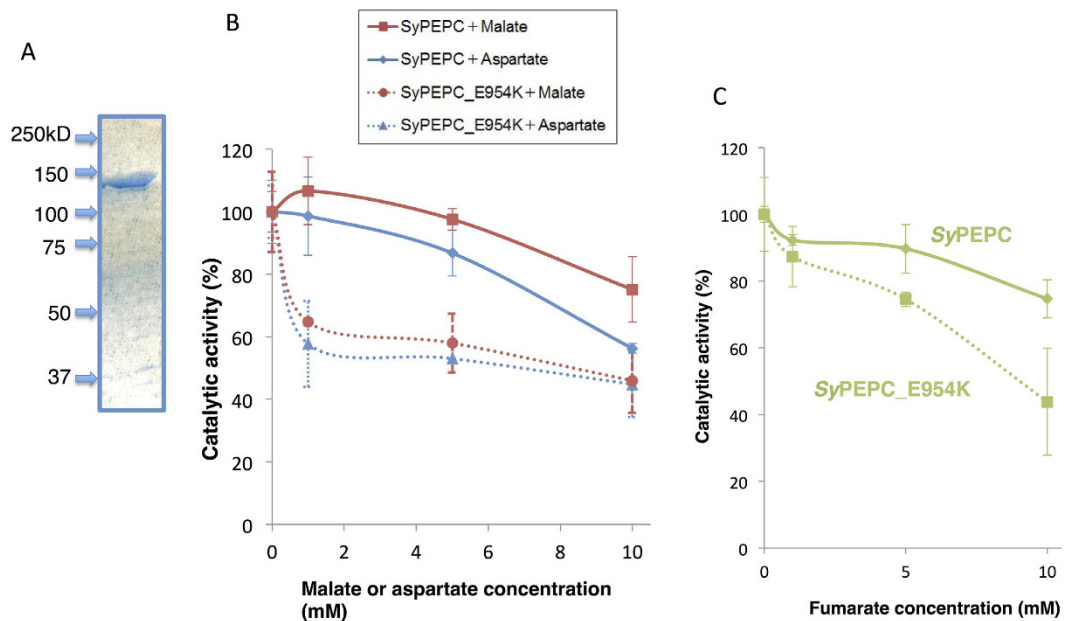 A
250kD
150
100
75
50
37
B
SyPEPC+Malate
SyPEPC+Aspartate
SyPEPC_E954K+Malate
SyPEPC_E954K+Aspartate
120
100
80
60
40
20
0
Catalytic activity (%)
0 2 4 6 8 10
Malate or aspartate concentration
(mM)
C
120
100
80
60
40
20
0
Catalytic activity (%)
SyPEPC
SyPEPC_E954K
0 5 10
Fumarate concentration (mM)